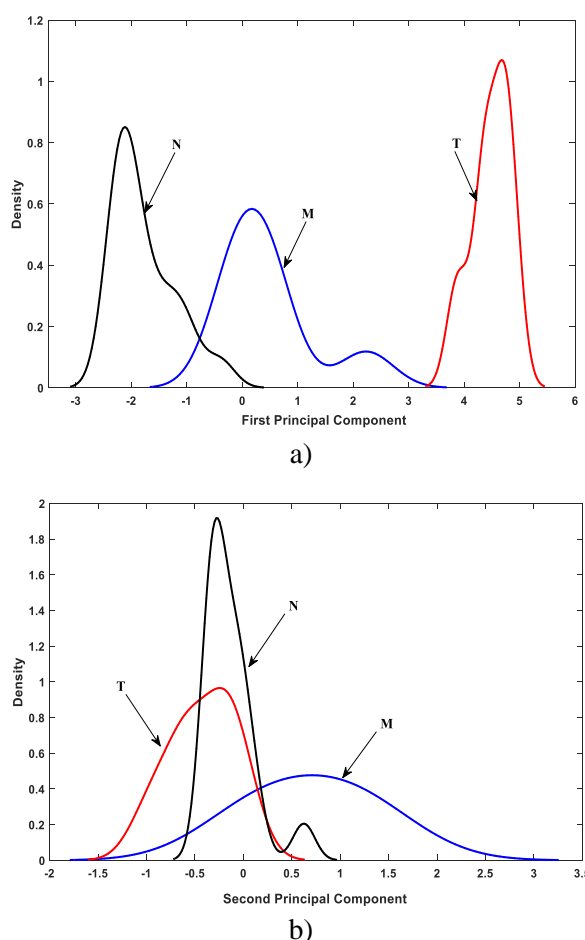 1.2
1
0.8
0.6
0.4
0.2
0
Density
N
M
T
-3 -2 -1 0 1 2 3 4 5 6
First Principal Component
a)
2
1.8
1.6
1.4
1.2
1
0.8
0.6
0.4
0.2
0
Density
N
T
M
-2 -1.5 -1 -0.5 0 0.5 1 1.5 2 2.5 3 3.5
Second Principal Component
b)